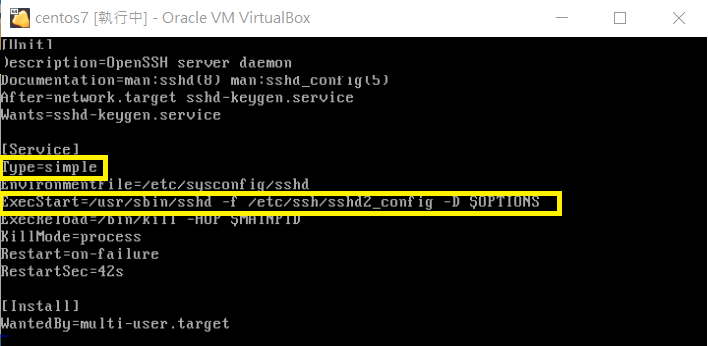 centos7 [執行中] - Oracle VM VirtualBox
[Unit]
Description=OpenSSH server daemon
Documentation=man:sshd(8) man:sshd_config(5)
After=network.target sshd-keygen.service
Wants=sshd-keygen.service
[Service]
Type=simple
EnvironmentFile=/etc/sysconfig/sshd
ExecStart=/usr/sbin/sshd -f /etc/ssh/sshd2_config -D $OPTIONS
ExecReload=/bin/kill -HUP $MAINPID
KillMode=process
Restart=on-failure
RestartSec=42s
[Install]
WantedBy=multi-user.target